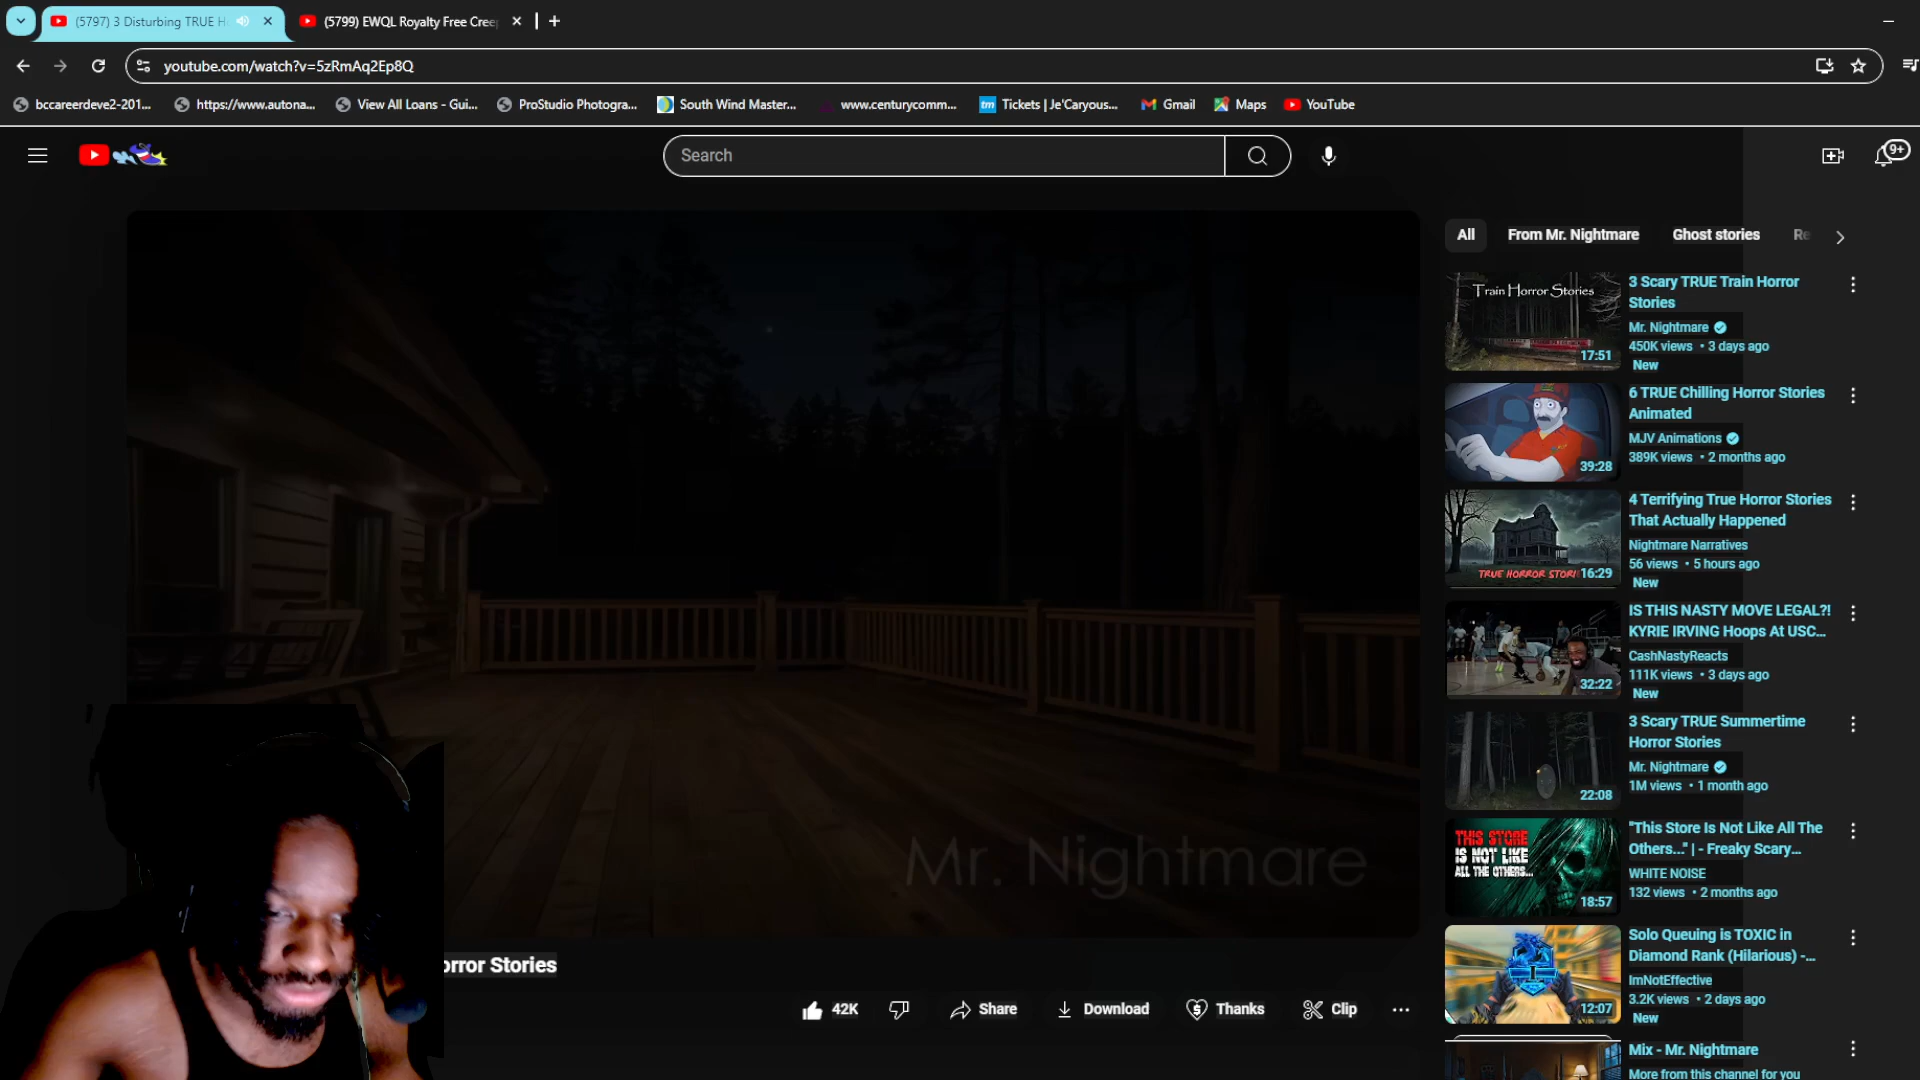 (5797) 3 Disturbing TRUE H
(5799) EWQL Royalty Free Cree
youtube.com/watch?v=5zRmAq2Ep8Q
bccareerdeve2-201...
https://www.autona...
View All Loans - Gui...
ProStudio Photogra...
South Wind Master...
www.centurycomm...
tm Tickets | Je'Caryous...
Gmail
Maps
YouTube
Search
9+
All
From Mr. Nightmare
Ghost stories
Re
Train Horror Stories
17:51
3 Scary TRUE Train Horror
Stories
Mr. Nightmare
450K views • 3 days ago
New
39:28
6 TRUE Chilling Horror Stories
Animated
MJV Animations
389K views • 2 months ago
TRUE HORROR STORI
16:29
4 Terrifying True Horror Stories
That Actually Happened
Nightmare Narratives
56 views • 5 hours ago
New
32:22
IS THIS NASTY MOVE LEGAL?!
KYRIE IRVING Hoops At USC...
CashNastyReacts
111K views • 3 days ago
New
22:08
3 Scary TRUE Summertime
Horror Stories
Mr. Nightmare
1M views • 1 month ago
THIS STORE
IS NOT LIKE
ALL THE OTHERS...
18:57
"This Store Is Not Like All The
Others..." | - Freaky Scary...
WHITE NOISE
132 views • 2 months ago
12:07
Solo Queuing is TOXIC in
Diamond Rank (Hilarious) -...
ImNotEffective
3.2K views • 2 days ago
New
Mix - Mr. Nightmare
More from this channel for you
Mr. Nightmare
orror Stories
42K
Share
Download
Thanks
Clip